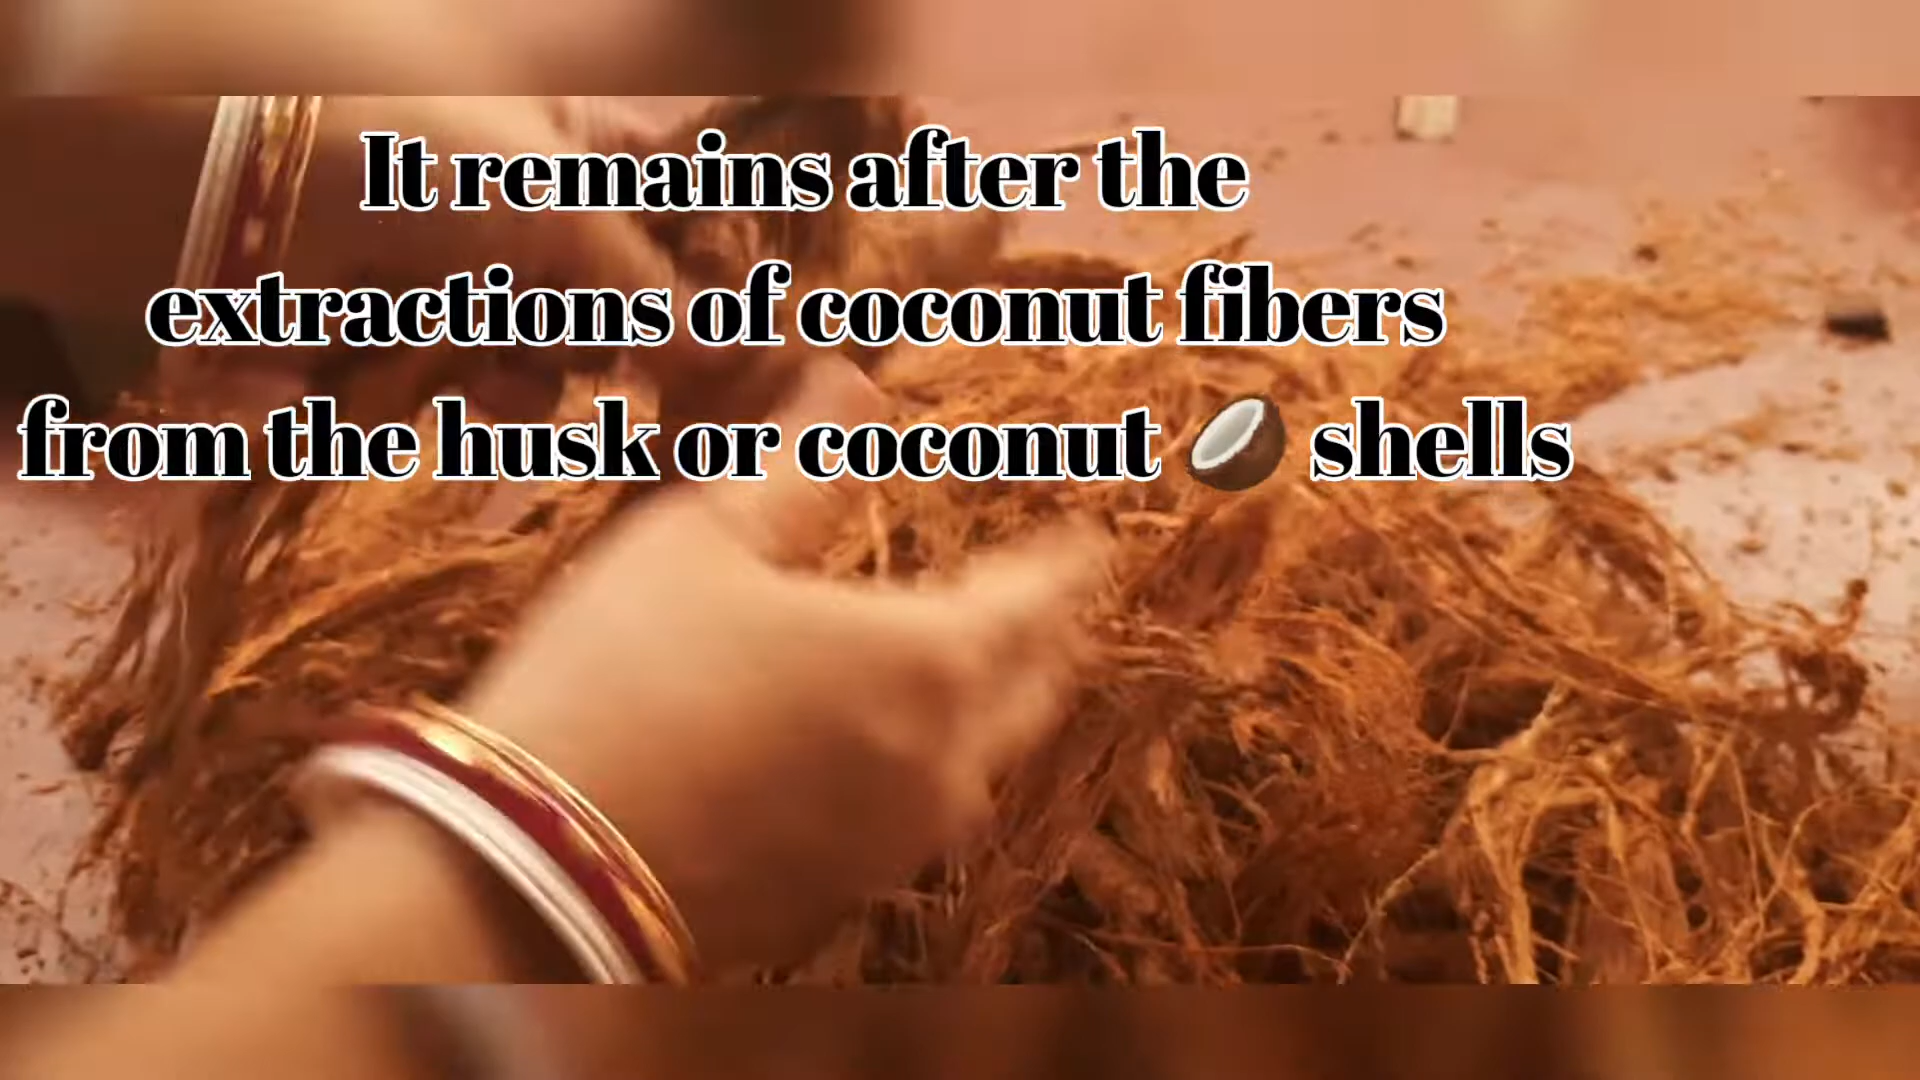 It remains after the
extractions of coconut fibers
from the husk or coconut 🥥 shells